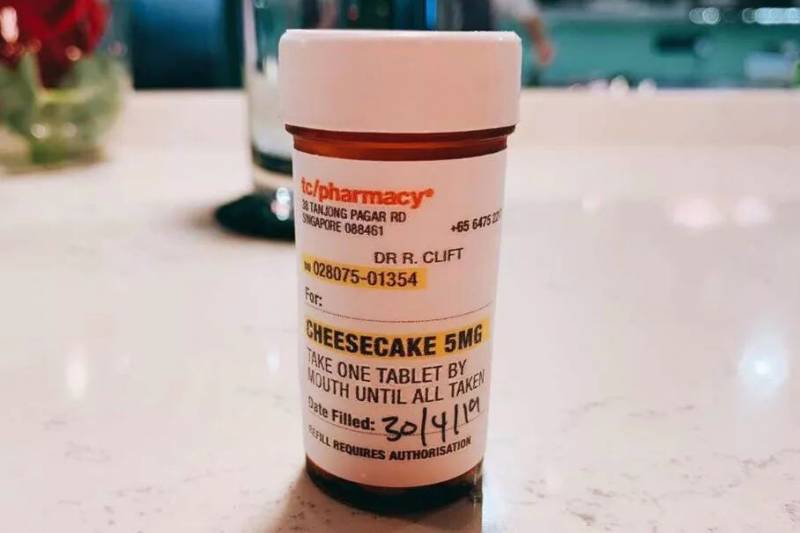 tc/pharmacy®
38 TANJONG PAGAR RD
SINGAPORE 088461
+65 6475
DR R. CLIFT
028075-01354
For:
CHEESECAKE 5MG
TAKE ONE TABLET BY
MOUTH UNTIL ALL TAKEN
Date Filled: 30/4/19
REFILL REQUIRES AUTHORISATION